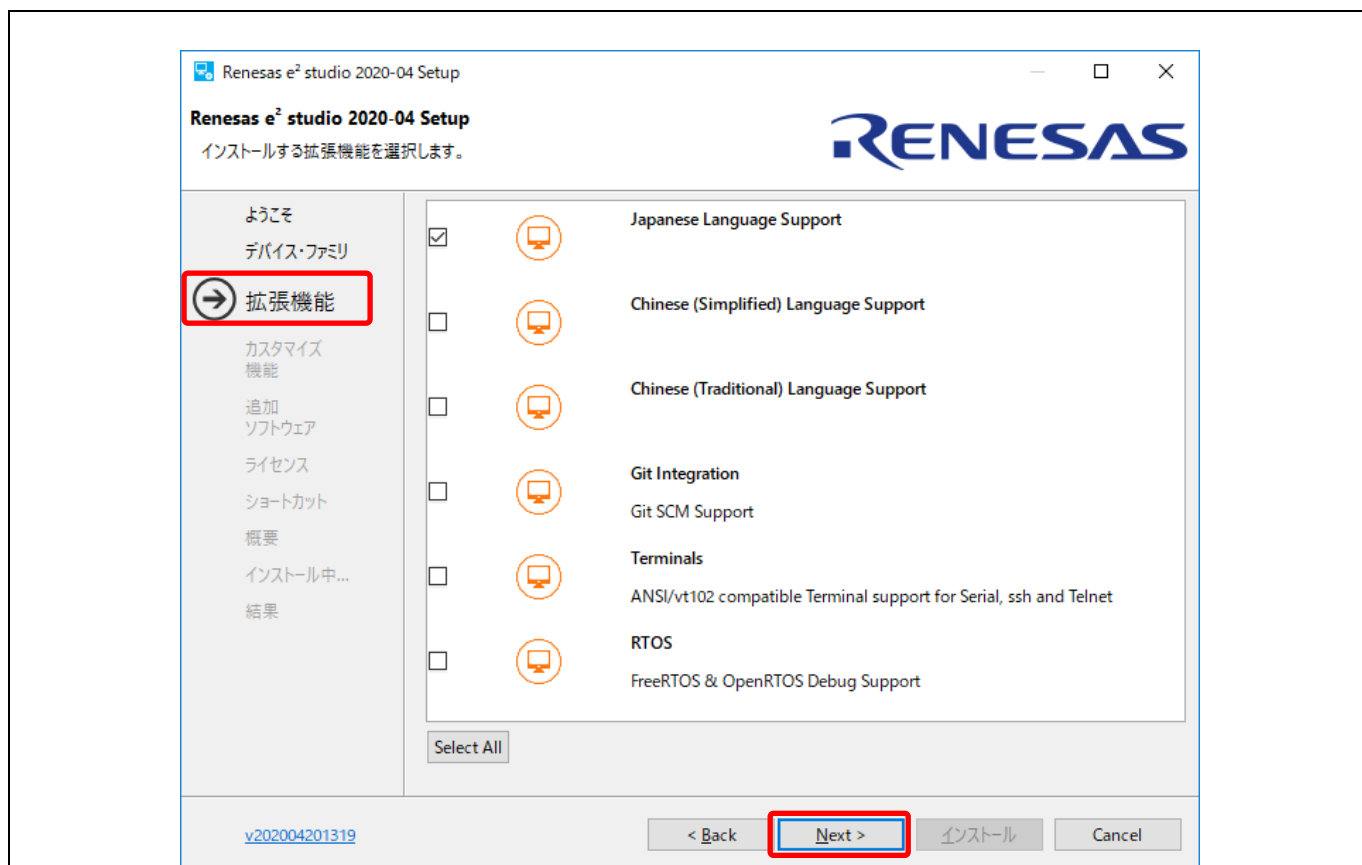 Renesas e² studio 2020-04 Setup
Renesas e² studio 2020-04 Setup
インストールする拡張機能を選択します。
RENESAS
ようこそ
デバイス・ファミリ
拡張機能
カスタマイズ
機能
追加
ソフトウェア
ライセンス
ショートカット
概要
インストール中...
結果
Japanese Language Support
Chinese (Simplified) Language Support
Chinese (Traditional) Language Support
Git Integration
Git SCM Support
Terminals
ANSI/vt102 compatible Terminal support for Serial, ssh and Telnet
RTOS
FreeRTOS & OpenRTOS Debug Support
Select All
v202004201319
< Back
Next >
インストール
Cancel